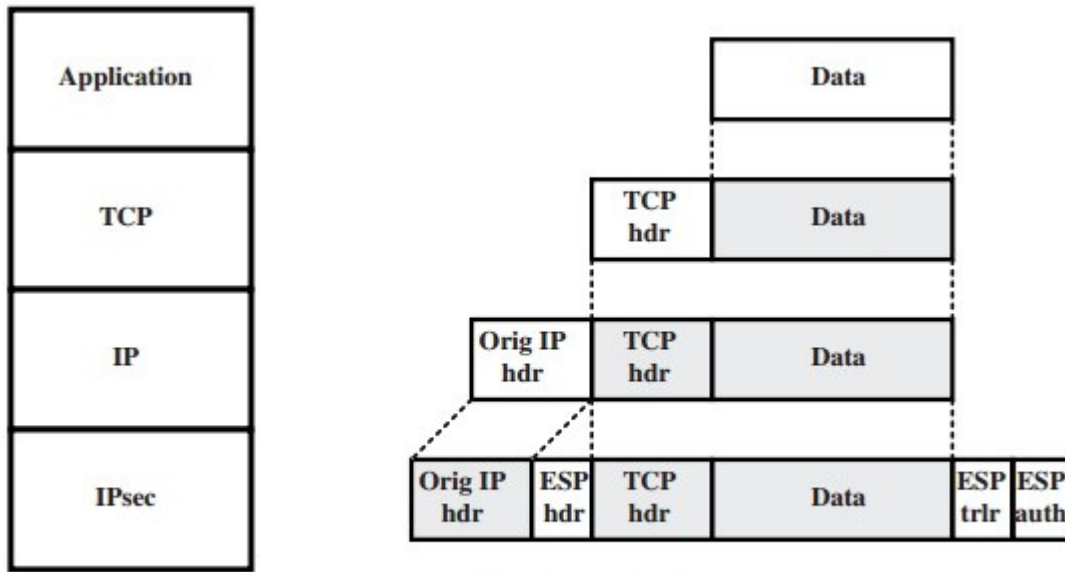 Application
Data
TCP
TCP
hdr
Data
IP
Orig IP
hdr
TCP
hdr
Data
IPsec
Orig IP
hdr
ESP
hdr
TCP
hdr
Data
ESP
trlr
ESP
auth